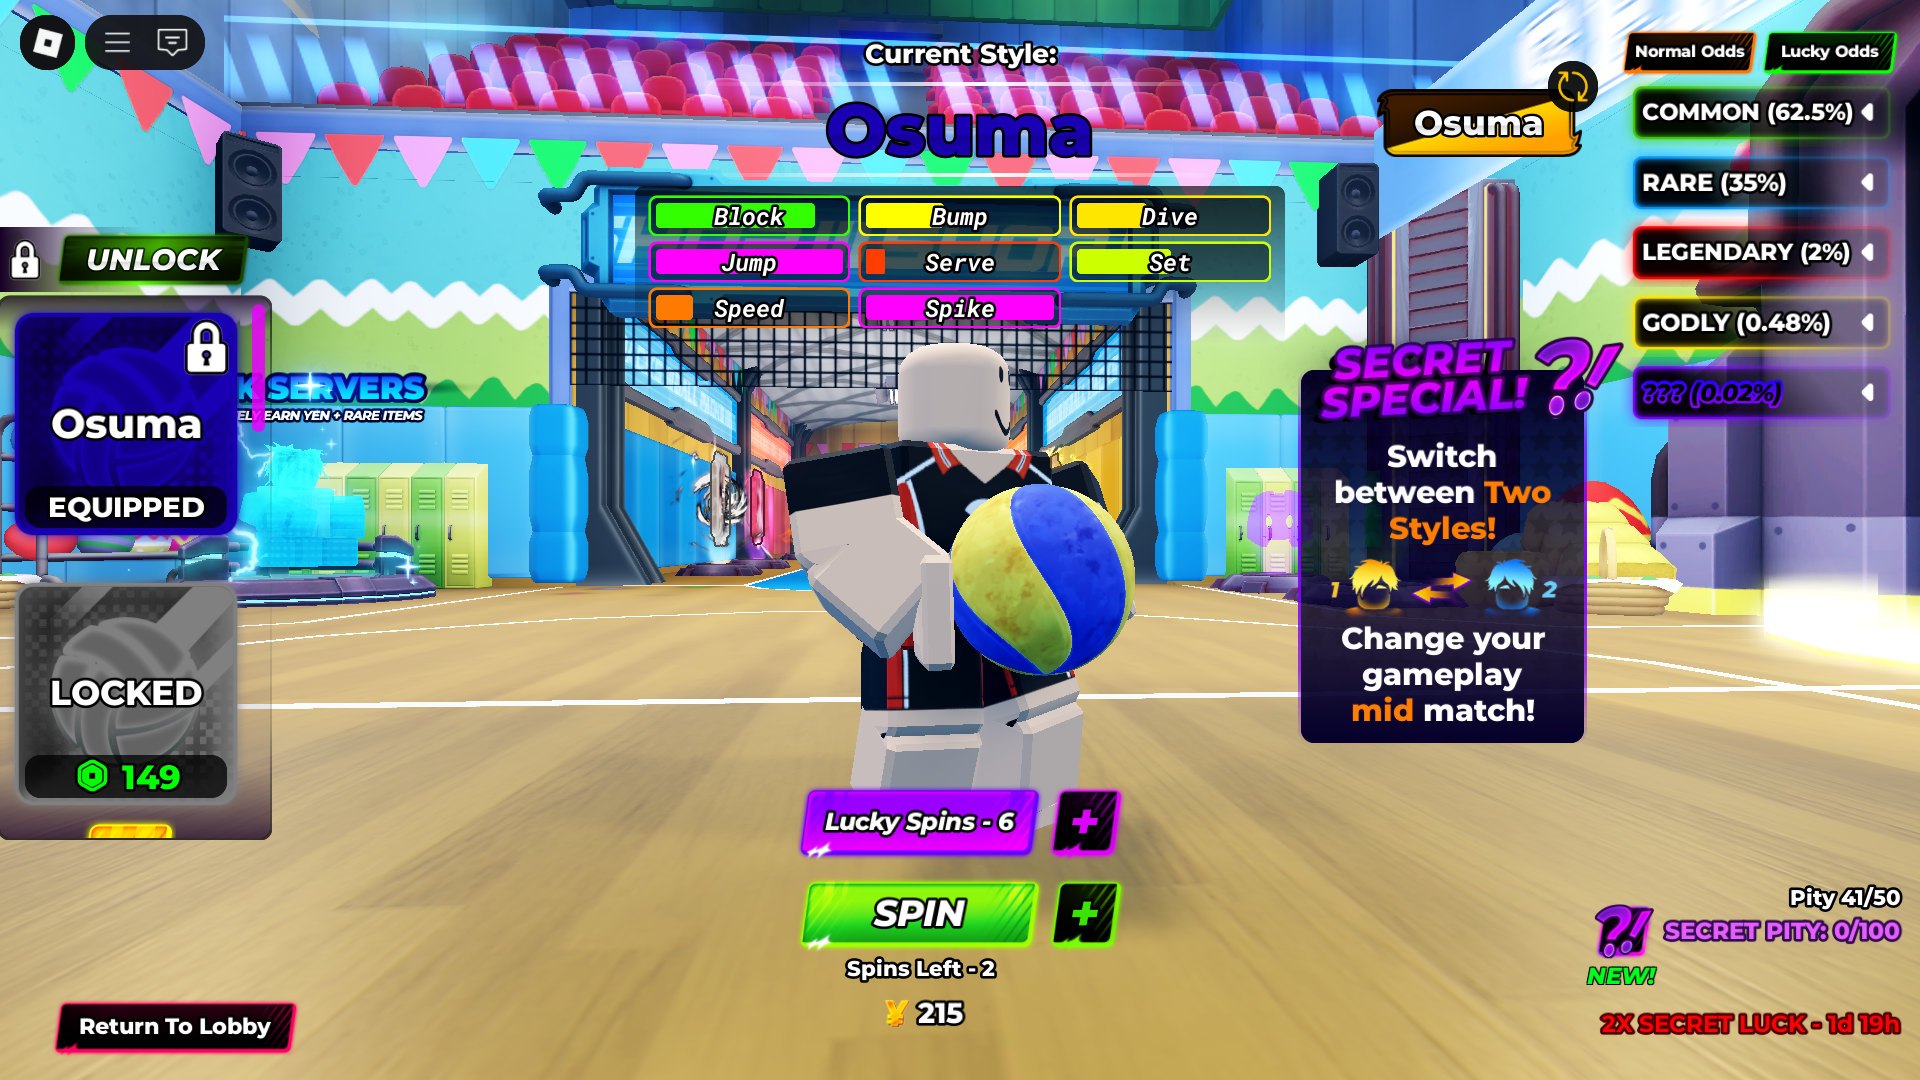 Current Style:
Osuma
Block
Bump
Dive
Jump
Serve
Set
Speed
Spike
Osuma
Normal Odds
Lucky Odds
COMMON (62.5%)
RARE (35%)
LEGENDARY (2%)
GODLY (0.48%)
??? (0.02%)
UNLOCK
Osuma
EQUIPPED
LOCKED
149
K SERVERS
ELY EARN YEN + RARE ITEMS
SECRET
SPECIAL!
?!
Switch
between Two
Styles!
1
2
Change your
gameplay
mid match!
Lucky Spins - 6
+
SPIN
+
Spins Left - 2
215
Return To Lobby
Pity 41/50
?!
SECRET PITY: 0/100
NEW!
2X SECRET LUCK - 1d 19h